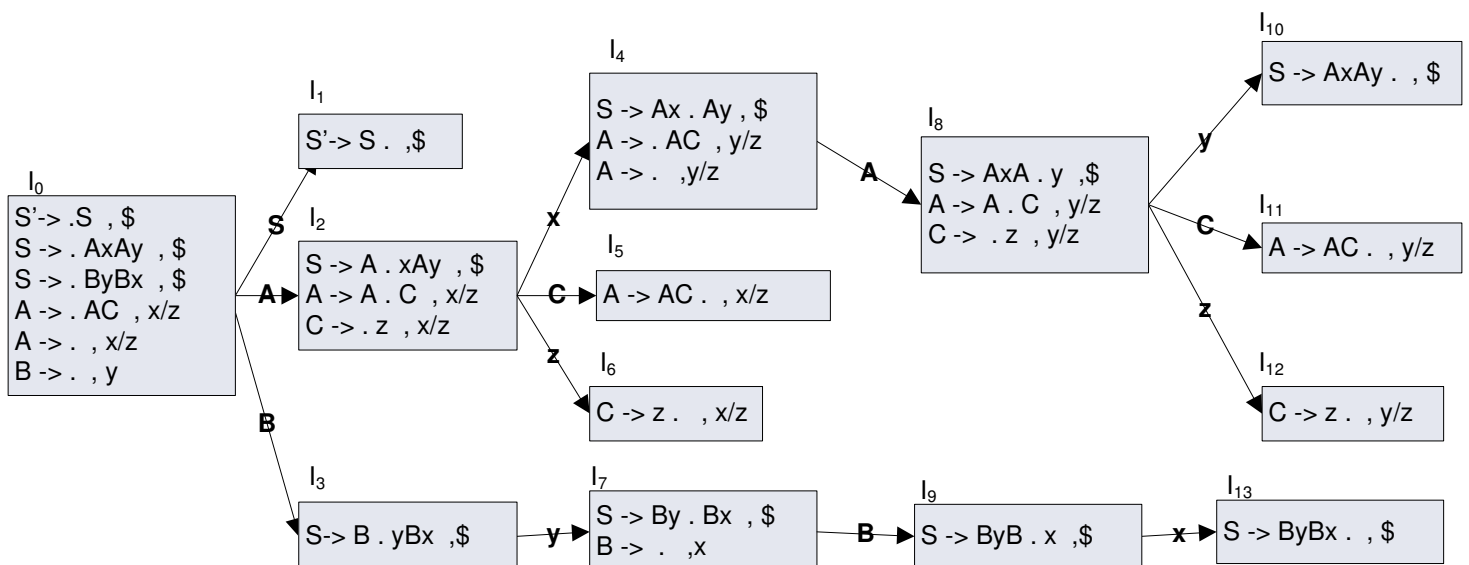 I0
S'-> .S , $
S -> . AxAy , $
S -> . ByBx , $
A -> . AC , x/z
A -> . , x/z
B -> . , y
S
A
B
I1
S'-> S . ,$
I2
S -> A . xAy , $
A -> A . C , x/z
C -> . z , x/z
x
C
z
I3
S-> B . yBx ,$
y
I4
S -> Ax . Ay , $
A -> . AC , y/z
A -> . ,y/z
A
I5
A -> AC . , x/z
I6
C -> z . , x/z
I7
S -> By . Bx , $
B -> . ,x
B
I8
S -> AxA . y ,$
A -> A . C , y/z
C -> . z , y/z
y
C
z
I9
S -> ByB . x ,$
x
I10
S -> AxAy . , $
I11
A -> AC . , y/z
I12
C -> z . , y/z
I13
S -> ByBx . , $